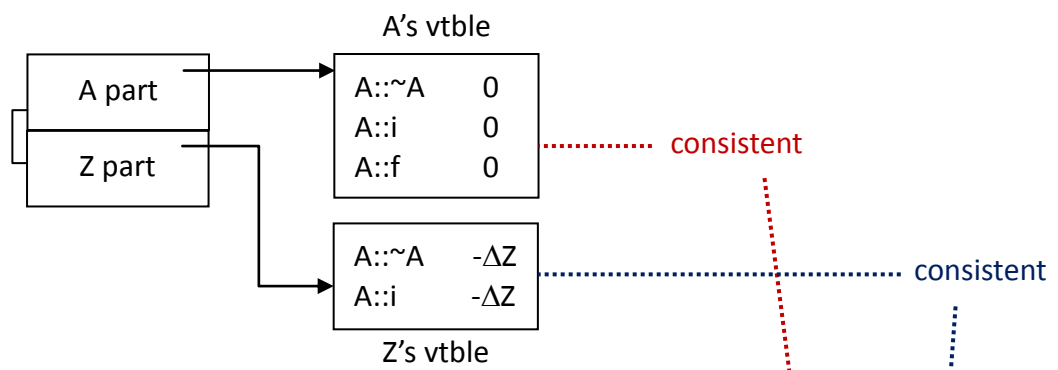 A's vtble
A part
Z part
A::~A 0
A::i 0
A::f 0
consistent
A::~A -ΔZ
A::i -ΔZ
consistent
Z's vtble